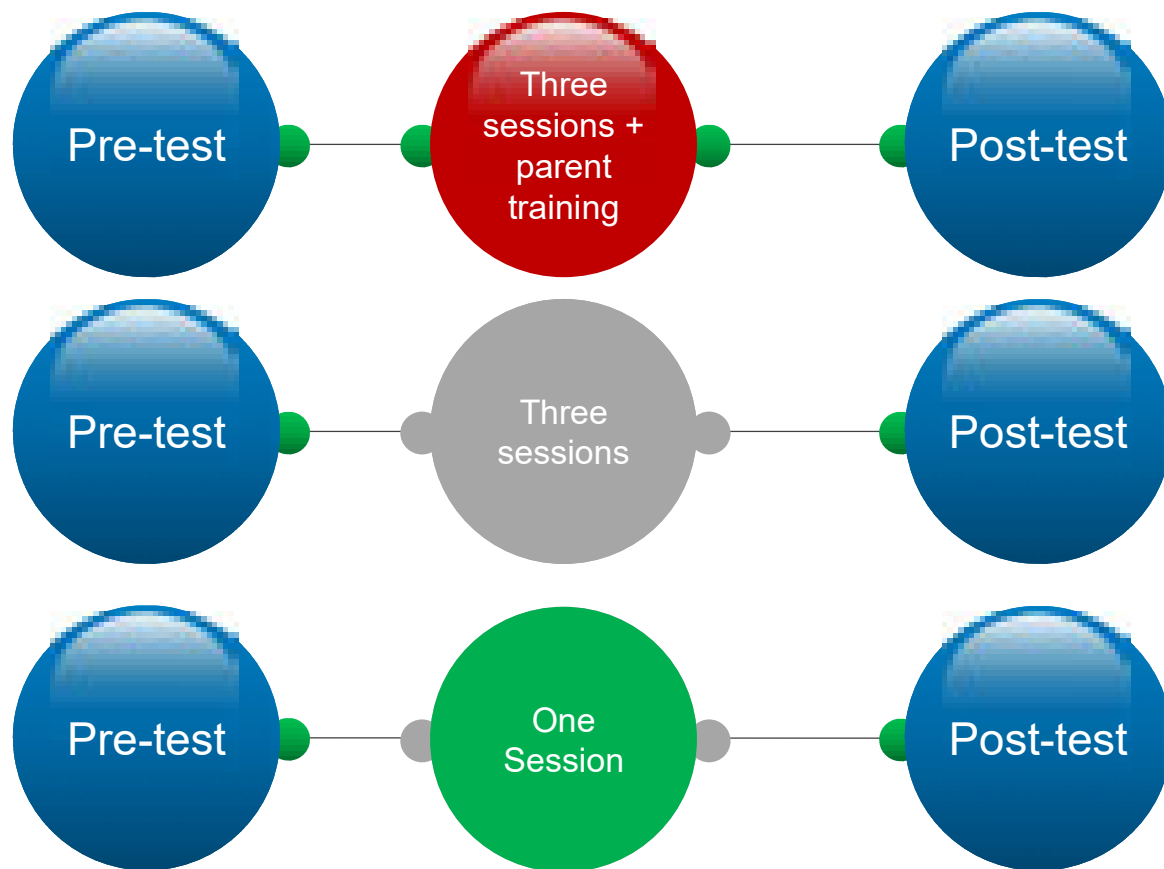 Pre-test
Three
sessions +
parent
training
Post-test
Pre-test
Three
sessions
Post-test
Pre-test
One
Session
Post-test